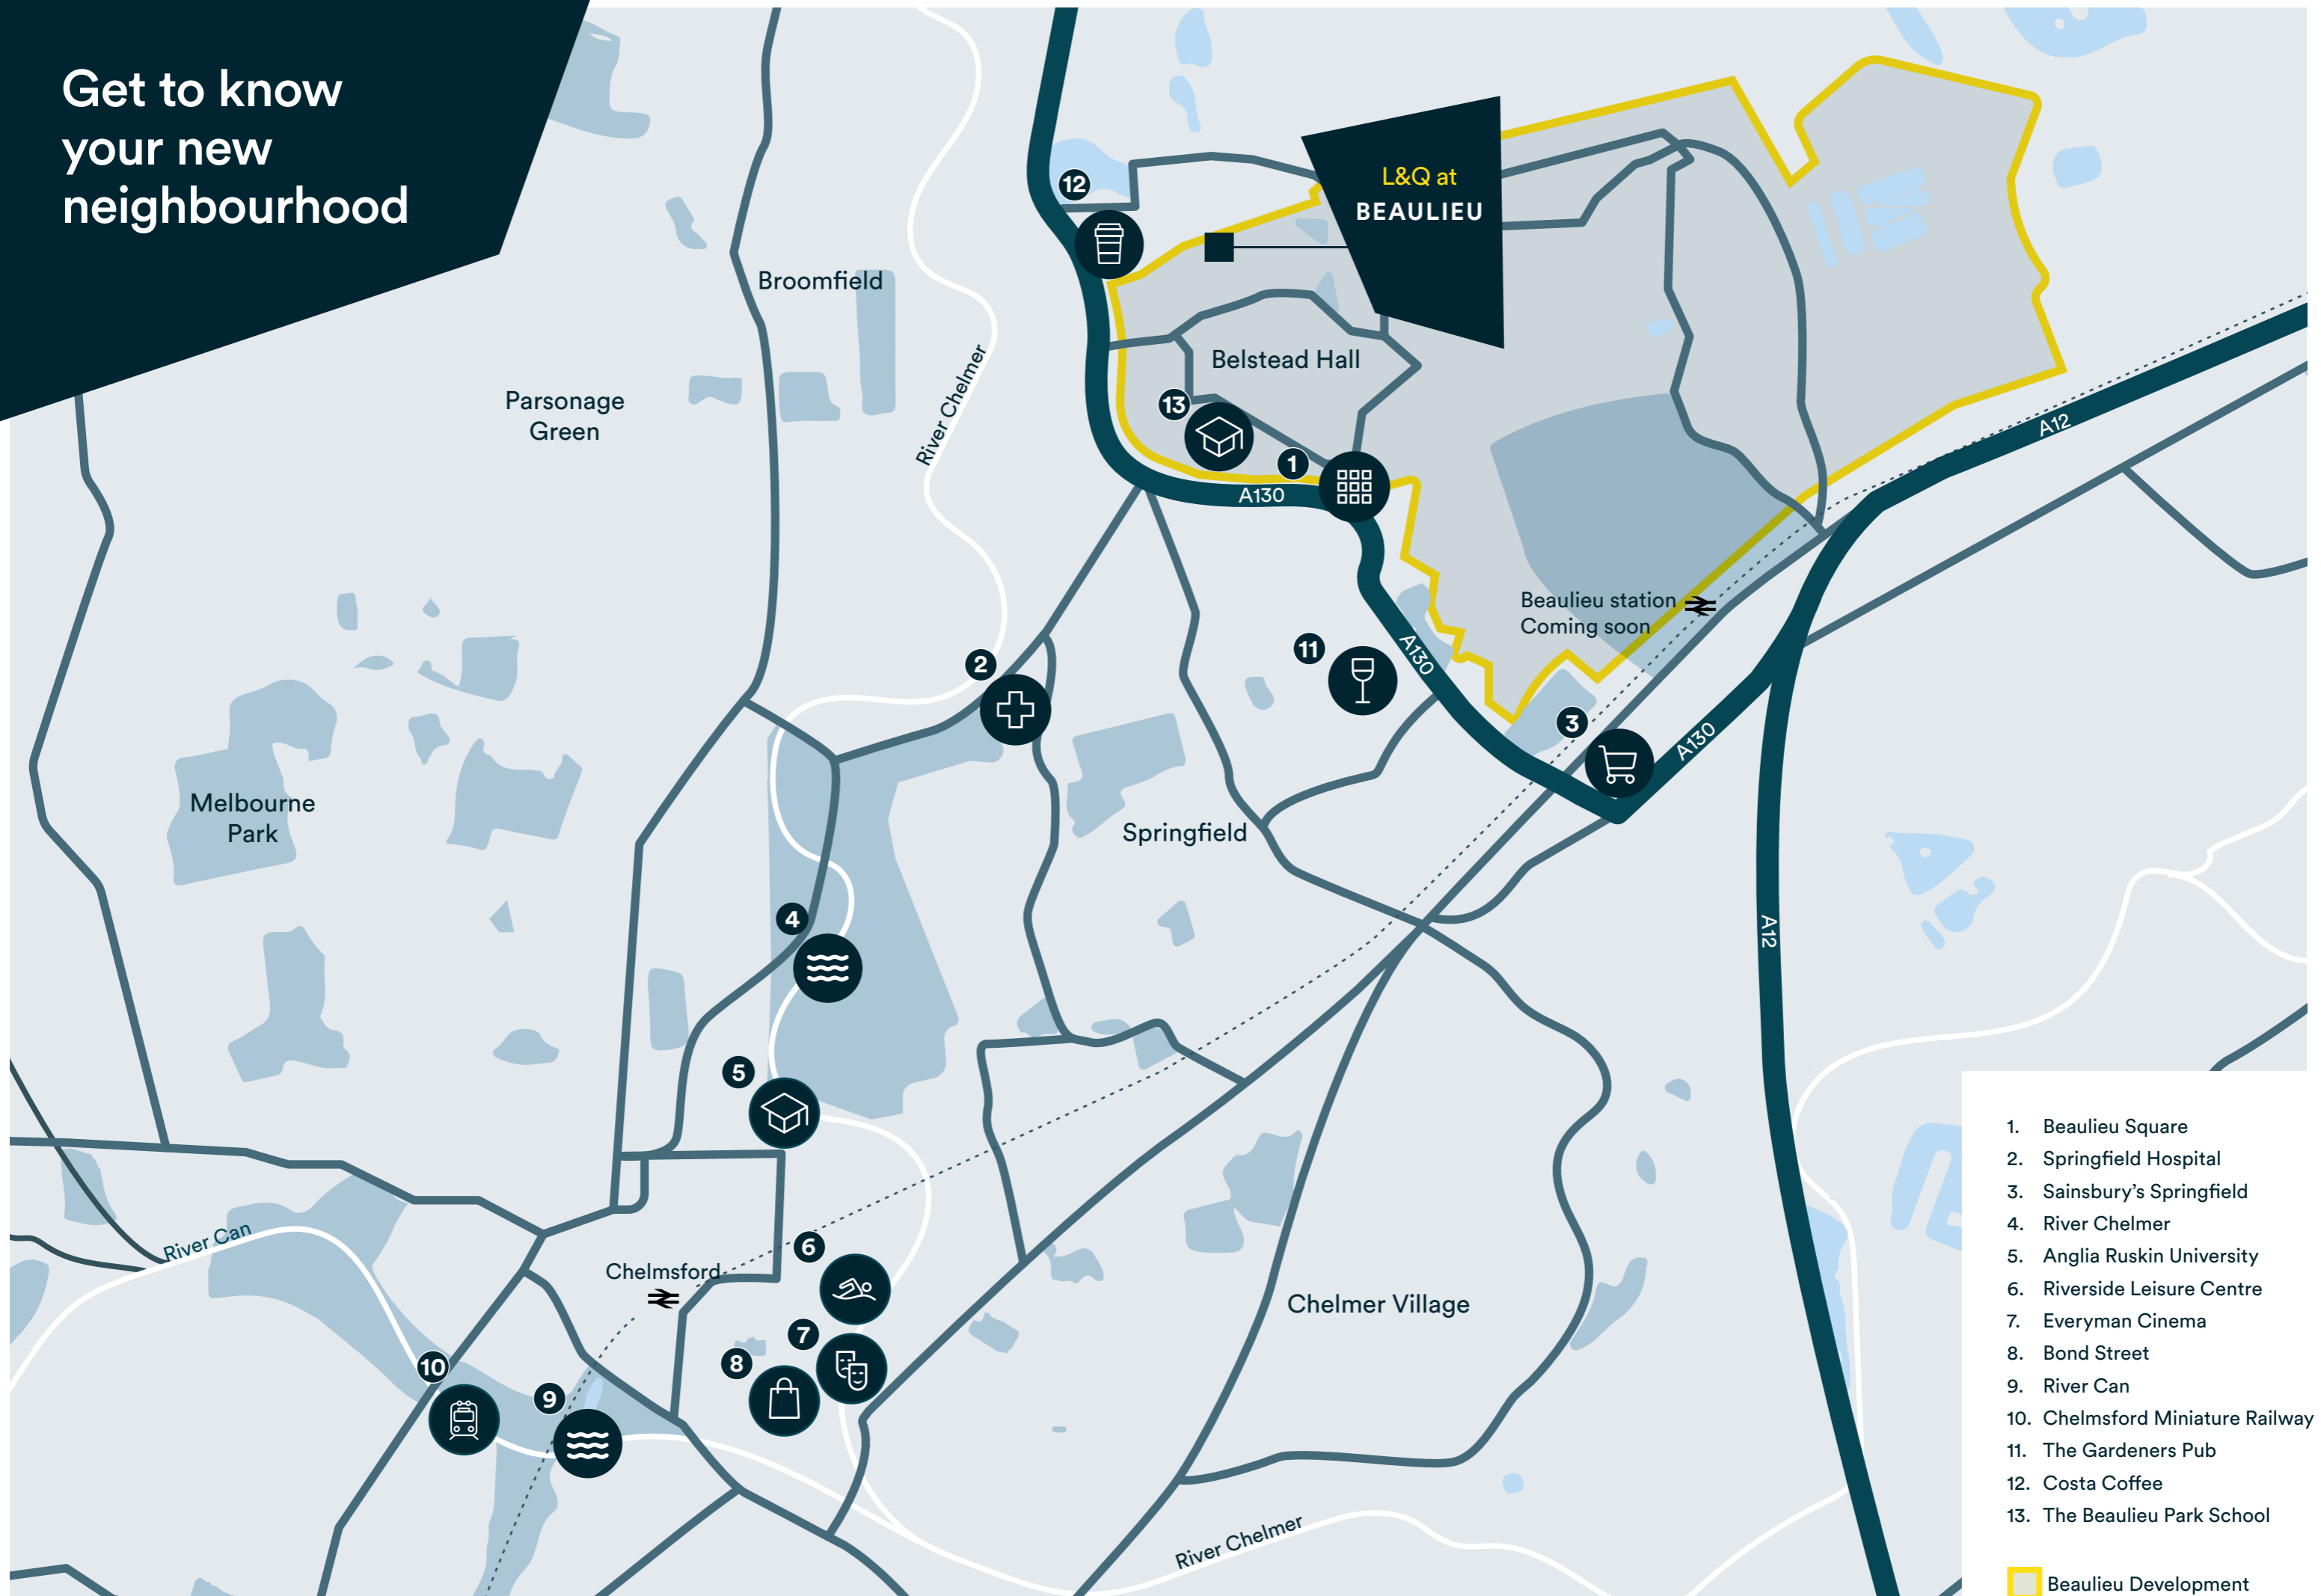 Get to know
your new
neighbourhood
L&Q at
BEAULIEU
12
Broomfield
Belstead Hall
Parsonage
Green
River Chelmer
13
1
A130
A12
Beaulieu station
Coming soon
A130
11
2
3
A130
Melbourne
Park
Springfield
4
A12
5
River Can
6
Chelmsford
Chelmer Village
7
8
10
9
River Chelmer
1. Beaulieu Square
2. Springfield Hospital
3. Sainsbury’s Springfield
4. River Chelmer
5. Anglia Ruskin University
6. Riverside Leisure Centre
7. Everyman Cinema
8. Bond Street
9. River Can
10. Chelmsford Miniature Railway
11. The Gardeners Pub
12. Costa Coffee
13. The Beaulieu Park School
Beaulieu Development